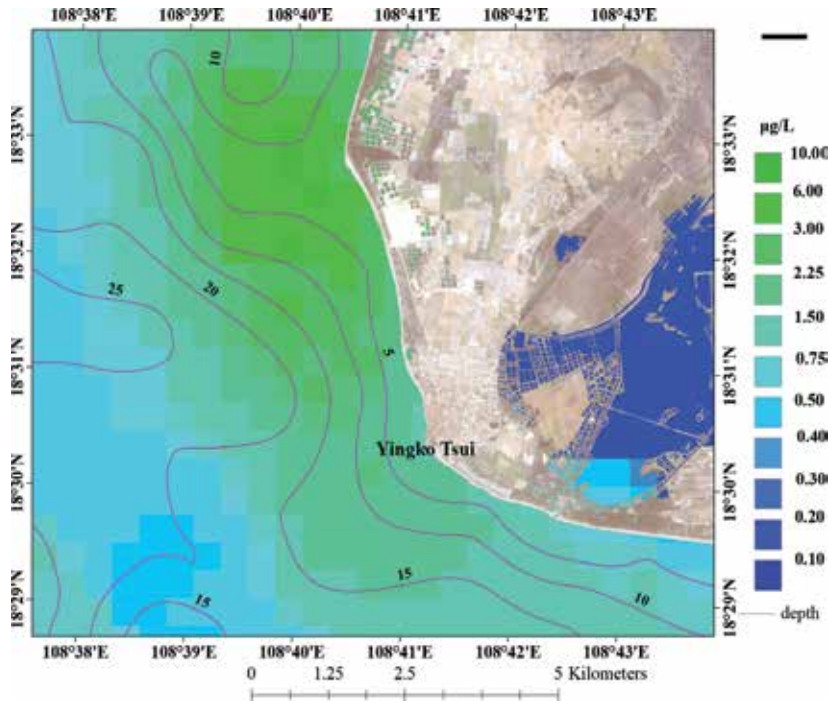 108°38'E 108°39'E 108°40'E 108°41'E 108°42'E 108°43'E
18°33'N
18°32'N
18°31'N
18°30'N
18°29'N
10
25
20
5
Yingko Tsui
15
15
10
18°33'N
18°32'N
18°31'N
18°30'N
18°29'N
µg/L
10.00
6.00
3.00
2.25
1.50
0.75
0.50
0.40
0.30
0.20
0.10
depth
108°38'E 108°39'E 108°40'E 108°41'E 108°42'E 108°43'E
0 1.25 2.5 5 Kilometers